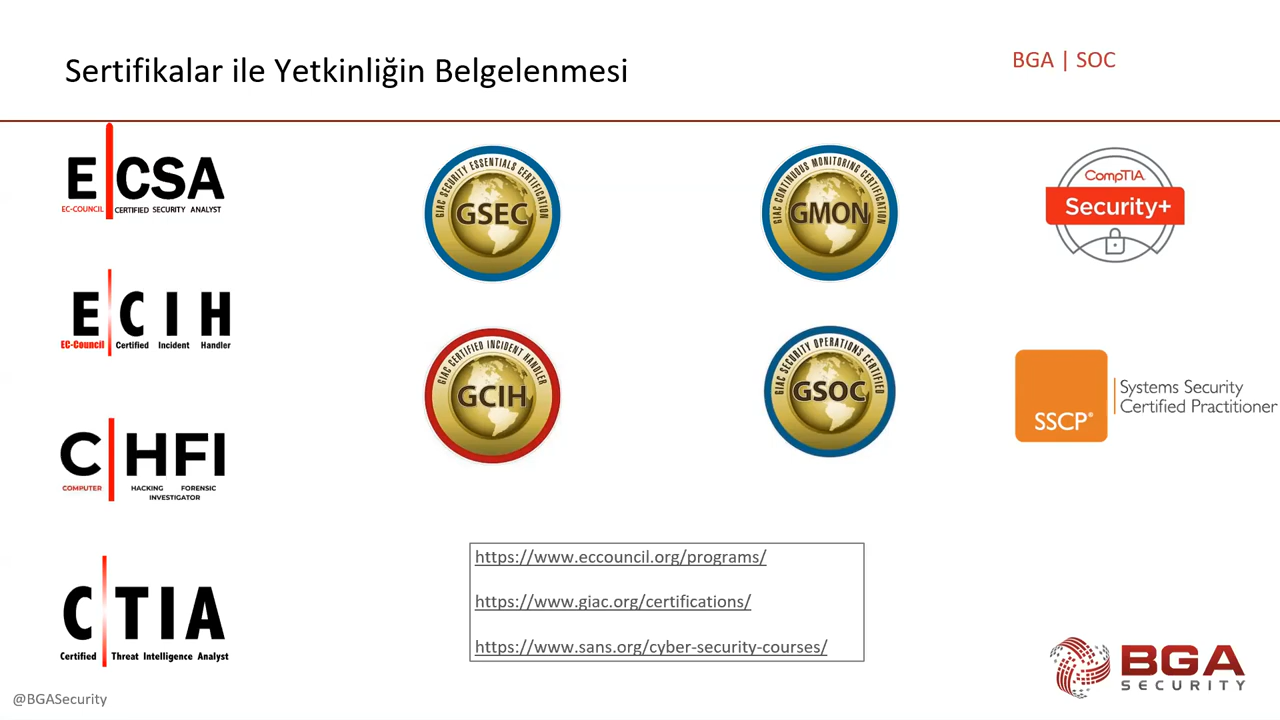 Sertifikalar ile Yetkinliğin Belgelenmesi
BGA | SOC
E|CSA
EC-COUNCIL CERTIFIED SECURITY ANALYST
GIAC SECURITY ESSENTIALS CERTIFICATION
GSEC
GIAC CONTINUOUS MONITORING CERTIFICATION
GMON
CompTIA
Security+
E|CIH
EC-Council Certified Incident Handler
GIAC CERTIFIED INCIDENT HANDLER
GCIH
GIAC SECURITY OPERATIONS CERTIFIED
GSOC
SSCP®
Systems Security
Certified Practitioner
C|HFI
COMPUTER HACKING FORENSIC
INVESTIGATOR
C|TIA
Certified Threat Intelligence Analyst
https://www.eccouncil.org/programs/
https://www.giac.org/certifications/
https://www.sans.org/cyber-security-courses/
BGA
SECURITY
@BGASecurity